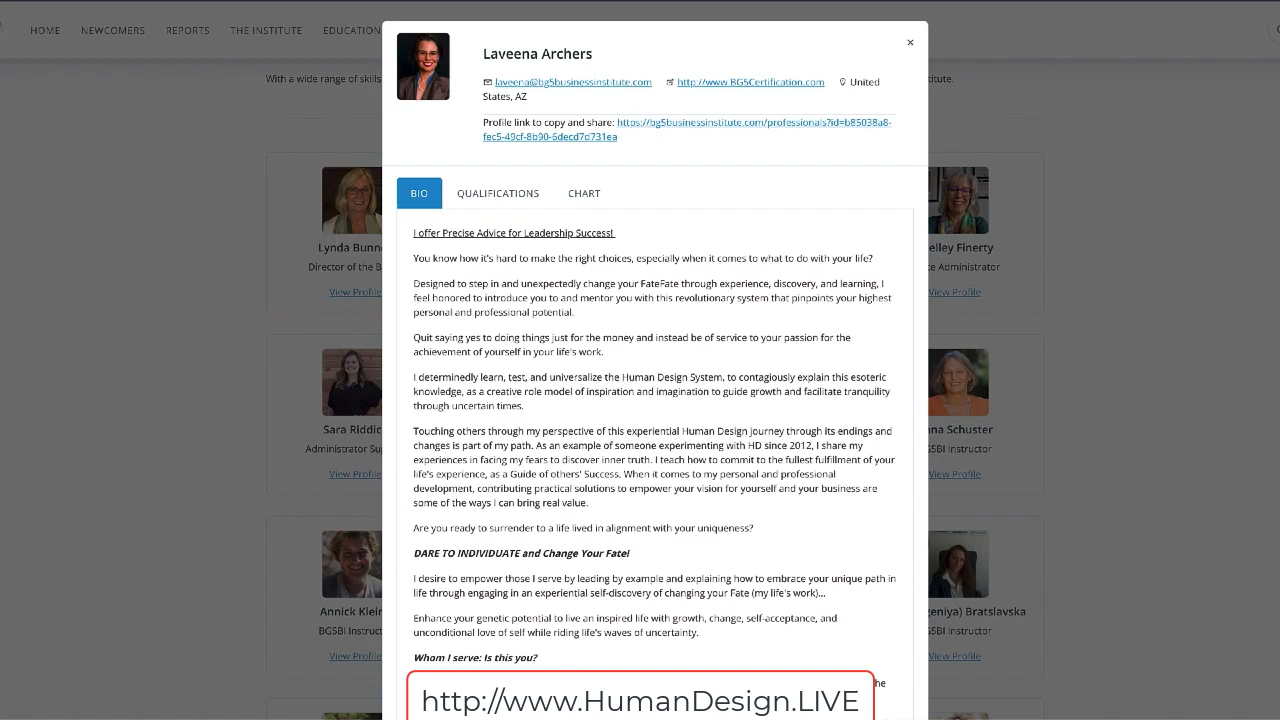 HOME NEWCOMERS REPORTS THE INSTITUTE EDUCATION
With a wide range of skills
itute.
Laveena Archers
×
laveena@bg5businessinstitute.com http://www.BG5Certification.com United
States, AZ
Profile link to copy and share: https://bg5businessinstitute.com/professionals?id=b85038a8-
fec5-49cf-8b90-6decd7d731ea
BIO QUALIFICATIONS CHART
I offer Precise Advice for Leadership Success!
You know how it's hard to make the right choices, especially when it comes to what to do with your life?
Designed to step in and unexpectedly change your FateFate through experience, discovery, and learning, I
feel honored to introduce you to and mentor you with this revolutionary system that pinpoints your highest
personal and professional potential.
Quit saying yes to doing things just for the money and instead be of service to your passion for the
achievement of yourself in your life's work.
I determinedly learn, test, and universalize the Human Design System, to contagiously explain this esoteric
knowledge, as a creative role model of inspiration and imagination to guide growth and facilitate tranquility
through uncertain times.
Touching others through my perspective of this experiential Human Design journey through its endings and
changes is part of my path. As an example of someone experimenting with HD since 2012, I share my
experiences in facing my fears to discover inner truth. I teach how to commit to the fullest fulfillment of your
life's experience, as a Guide of others' Success. When it comes to my personal and professional
development, contributing practical solutions to empower your vision for yourself and your business are
some of the ways I can bring real value.
Are you ready to surrender to a life lived in alignment with your uniqueness?
DARE TO INDIVIDUATE and Change Your Fate!
I desire to empower those I serve by leading by example and explaining how to embrace your unique path in
life through engaging in an experiential self-discovery of changing your Fate (my life's work)...
Enhance your genetic potential to live an inspired life with growth, change, self-acceptance, and
unconditional love of self while riding life's waves of uncertainty.
Whom I serve: Is this you?
he
http://www.HumanDesign.LIVE
Lynda Bunne
Director of the B
View Profile
elley Finerty
e Administrator
View Profile
Sara Riddic
Administrator Su
View Profile
na Schuster
G5BI Instructor
View Profile
Annick Klei
BG5BI Instruct
View Profile
geniya) Bratslavska
G5BI Instructor
View Profile